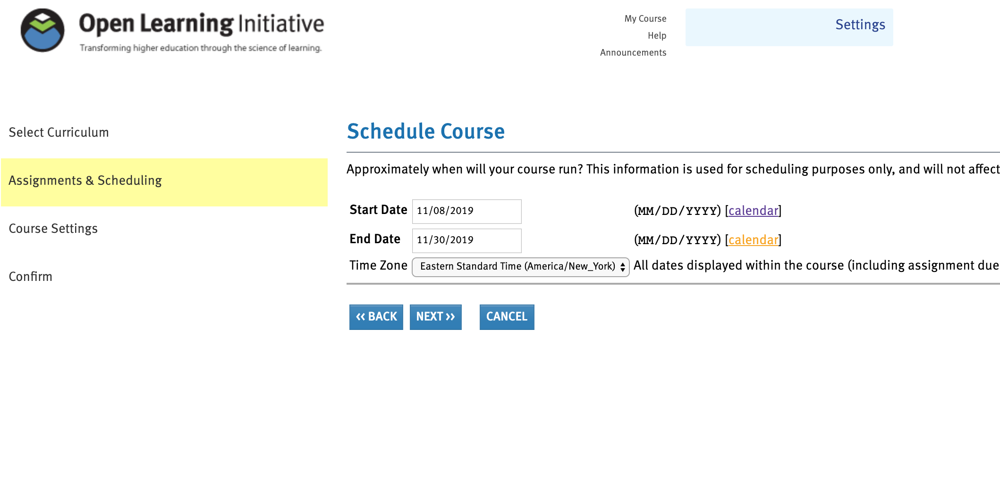 Open Learning Initiative
Transforming higher education through the science of learning.
My Course
Help
Announcements
Settings
Select Curriculum
Assignments & Scheduling
Course Settings
Confirm
Schedule Course
Approximately when will your course run? This information is used for scheduling purposes only, and will not affect
Start Date 11/08/2019 (MM/DD/YYYY) [calendar]
End Date 11/30/2019 (MM/DD/YYYY) [calendar]
Time Zone Eastern Standard Time (America/New_York) All dates displayed within the course (including assignment due
<< BACK NEXT >> CANCEL